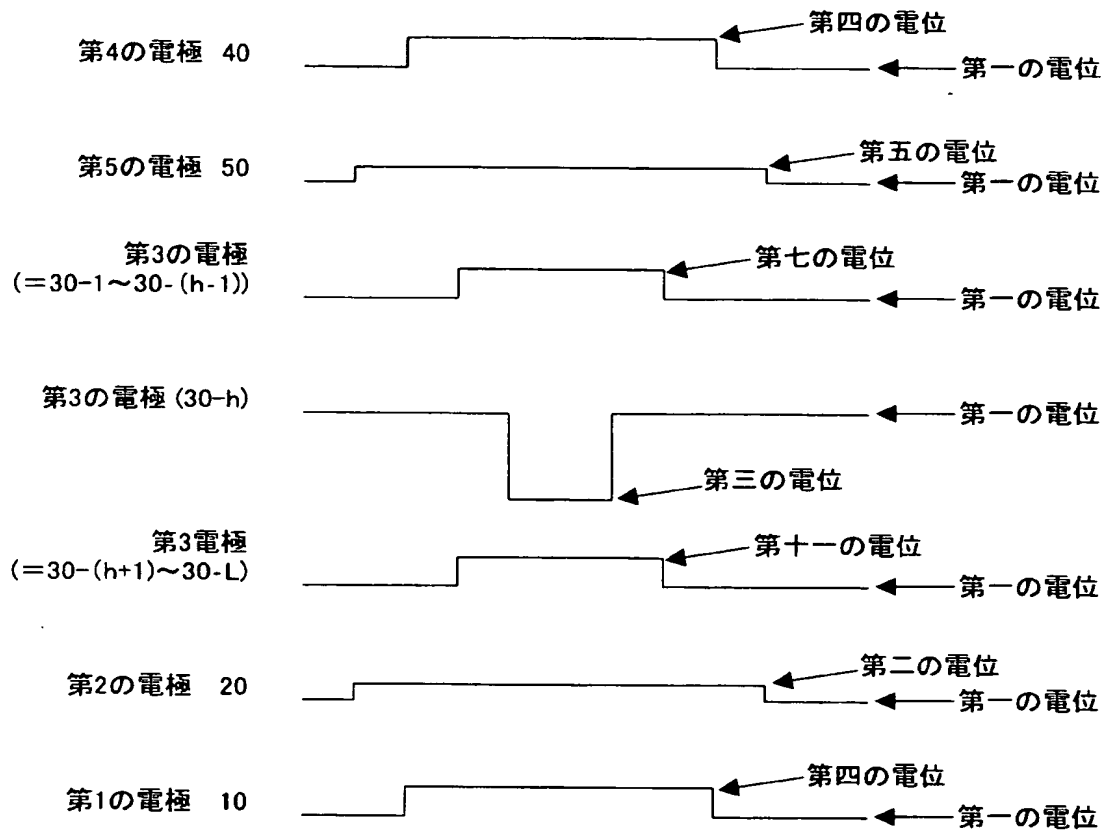 第4の電極 40
第四の電位
第一の電位
第5の電極 50
第五の電位
第一の電位
第3の電極
(=30-1~30-(h-1))
第七の電位
第一の電位
第3の電極(30-h)
第一の電位
第三の電位
第3電極
(=30-(h+1)~30-L)
第十一の電位
第一の電位
第2の電極 20
第二の電位
第一の電位
第1の電極 10
第四の電位
第一の電位